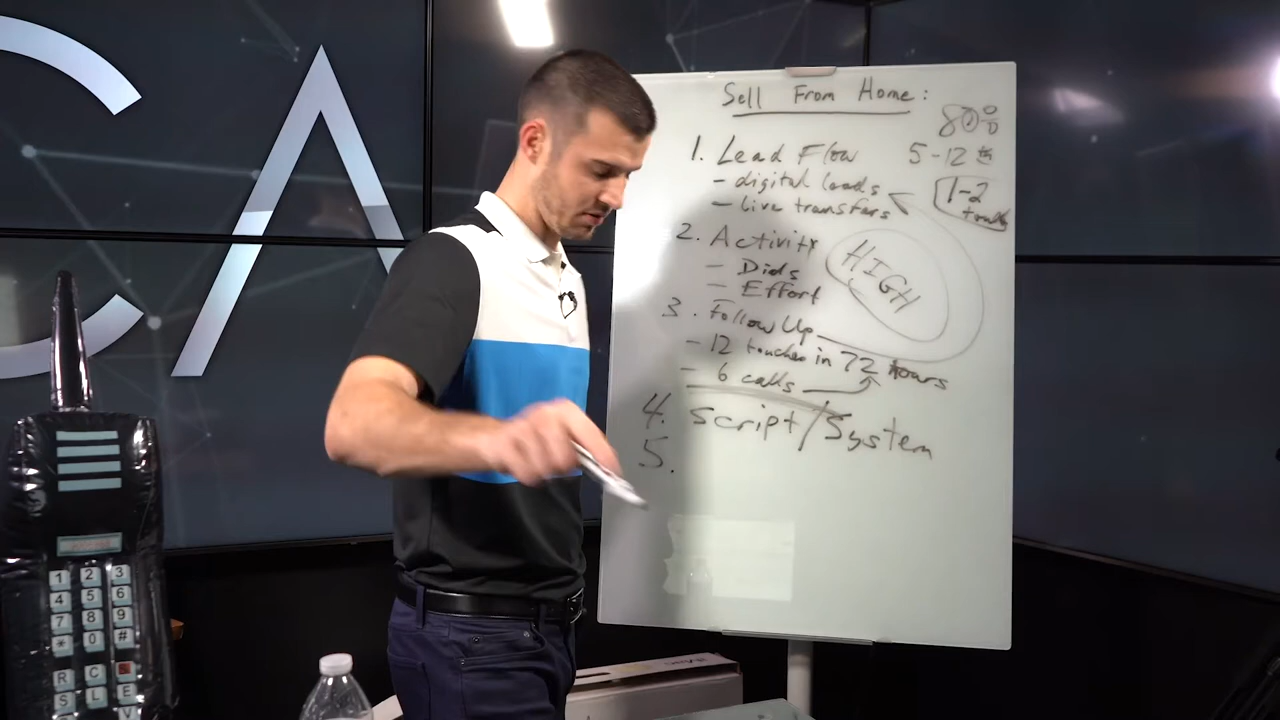 CA
Sell From Home:
80%
1. Lead Flow
5-12th
- digital leads
1-2
- live transfers
2. Activity
HIGH
- Dials
- Effort
3. Follow Up
- 12 touches in 72 hours
- 6 calls
4. Script/System
5.
1 2 3
4 5 6
7 8 9
* 0 #
R C
S L E
V